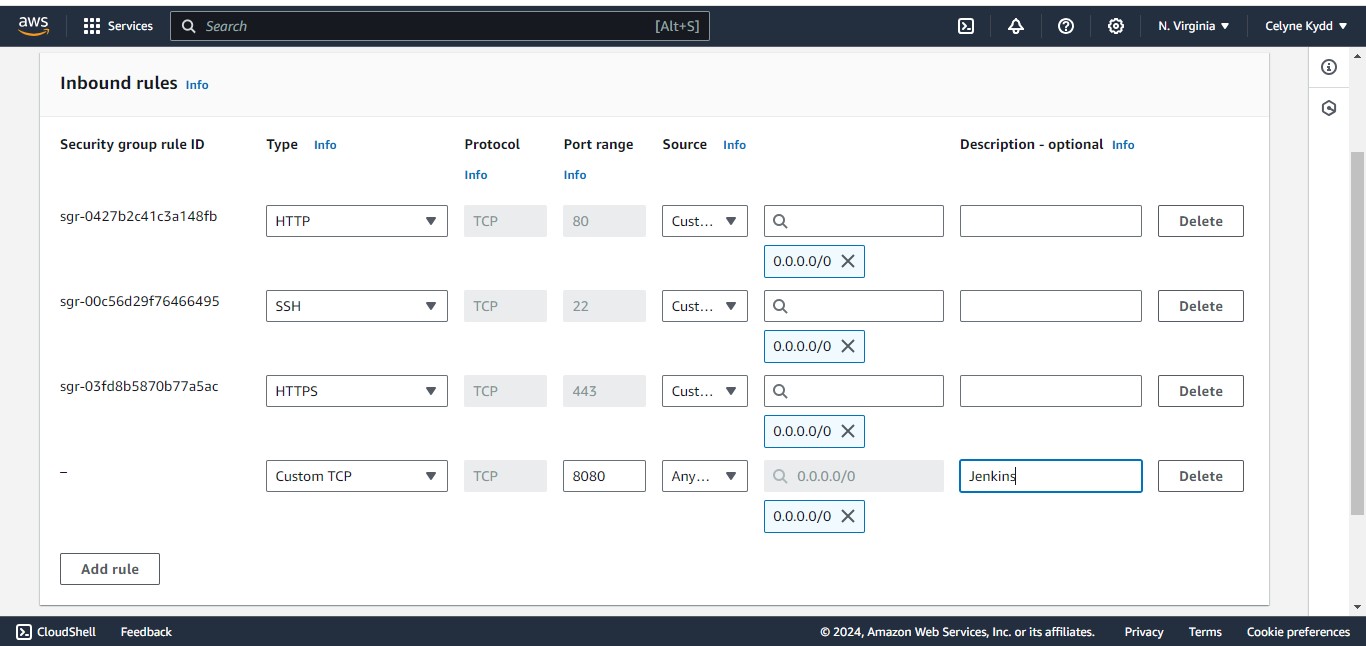 aws Services Search [Alt+S] N. Virginia Celyne Kydd
Inbound rules Info
Security group rule ID Type Info Protocol Info Port range Info Source Info Description - optional Info
sgr-0427b2c41c3a148fb HTTP TCP 80 Cust... Delete
0.0.0.0/0
sgr-00c56d29f76466495 SSH TCP 22 Cust... Delete
0.0.0.0/0
sgr-03fd8b5870b77a5ac HTTPS TCP 443 Cust... Delete
0.0.0.0/0
– Custom TCP TCP 8080 Any... 0.0.0.0/0 Jenkins Delete
0.0.0.0/0
Add rule
CloudShell Feedback © 2024, Amazon Web Services, Inc. or its affiliates. Privacy Terms Cookie preferences